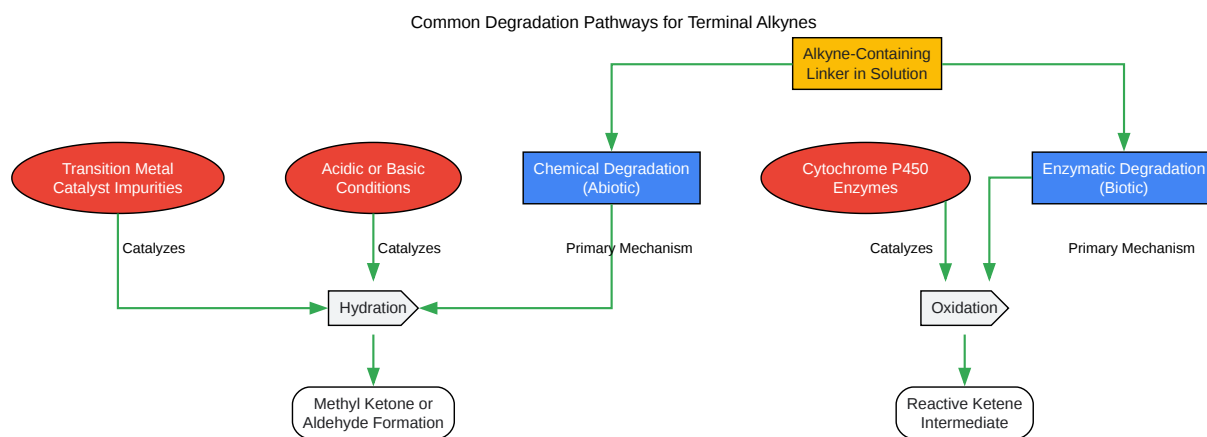 Common Degradation Pathways for Terminal Alkynes
Alkyne-Containing
Linker in Solution
Transition Metal
Catalyst Impurities
Acidic or Basic
Conditions
Chemical Degradation
(Abiotic)
Cytochrome P450
Enzymes
Enzymatic Degradation
(Biotic)
Catalyzes
Catalyzes
Primary Mechanism
Catalyzes
Primary Mechanism
Hydration
Oxidation
Methyl Ketone or
Aldehyde Formation
Reactive Ketene
Intermediate